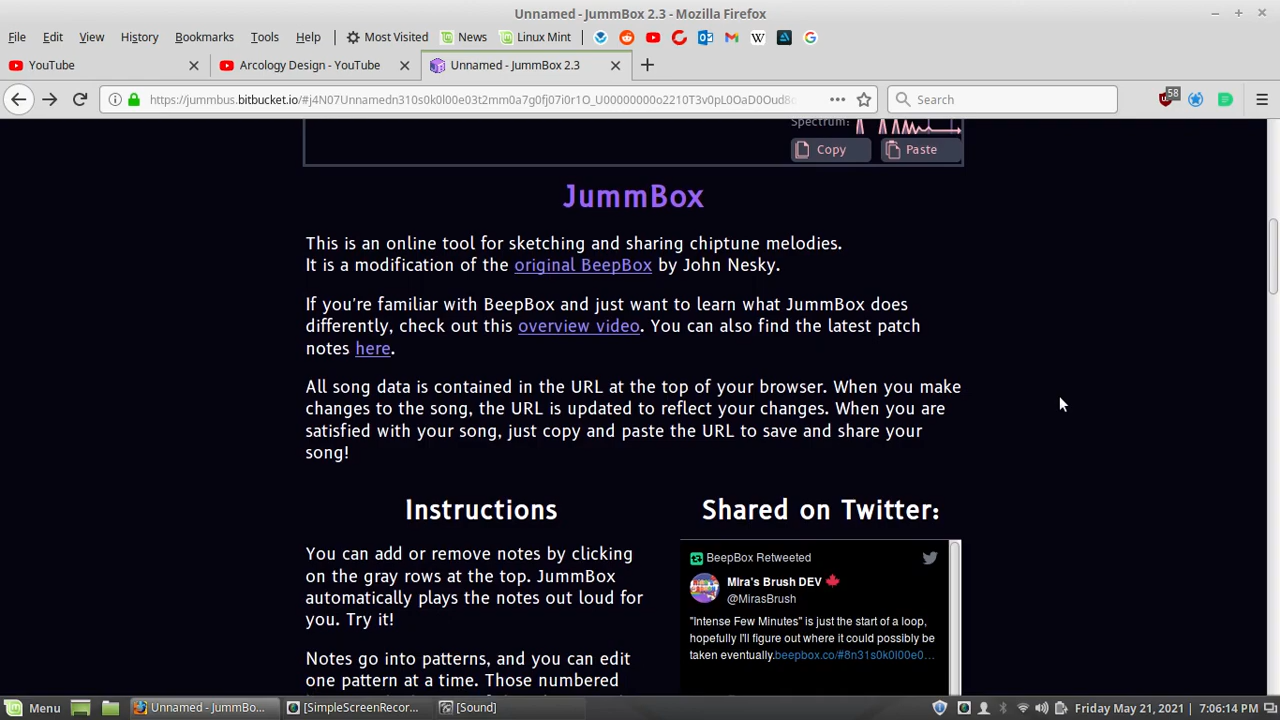 Unnamed - JummBox 2.3 - Mozilla Firefox
File Edit View History Bookmarks Tools Help Most Visited News Linux Mint
YouTube Arcology Design - YouTube Unnamed - JummBox 2.3
https://jummbus.bitbucket.io/#j4N07Unnamedn310s0k0l00e03t2mm0a7g0fj07i0r1O_U00000000o2210T3v0pL0OaD0Oud8c Search 58
Spectrum:
Copy Paste
JummBox
This is an online tool for sketching and sharing chiptune melodies.
It is a modification of the original BeepBox by John Nesky.
If you're familiar with BeepBox and just want to learn what JummBox does
differently, check out this overview video. You can also find the latest patch
notes here.
All song data is contained in the URL at the top of your browser. When you make
changes to the song, the URL is updated to reflect your changes. When you are
satisfied with your song, just copy and paste the URL to save and share your
song!
Instructions
You can add or remove notes by clicking
on the gray rows at the top. JummBox
automatically plays the notes out loud for
you. Try it!
Notes go into patterns, and you can edit
one pattern at a time. Those numbered
Shared on Twitter:
BeepBox Retweeted
Mira's Brush DEV
@MirasBrush
"Intense Few Minutes" is just the start of a loop,
hopefully I'll figure out where it could possibly be
taken eventually.beepbox.co/#8n31s0k0l00e0…
Menu Unnamed - JummBo... [SimpleScreenRecor... [Sound] Friday May 21, 2021 7:06:14 PM